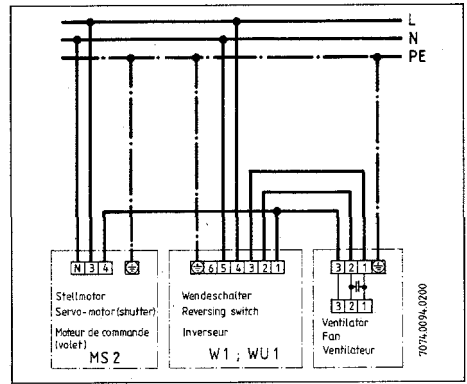 L
N
PE
N 3 4
6 5 4 3 2 1
3 2 1
3 2 1
Stellmotor
Servo-motor(shutter)
Moteur de commande
(volet)
MS 2
Wendeschalter
Reversing switch
Inverseur
W1 ; WU1
Ventilator
Fan
Ventilateur
7074.0094.0200